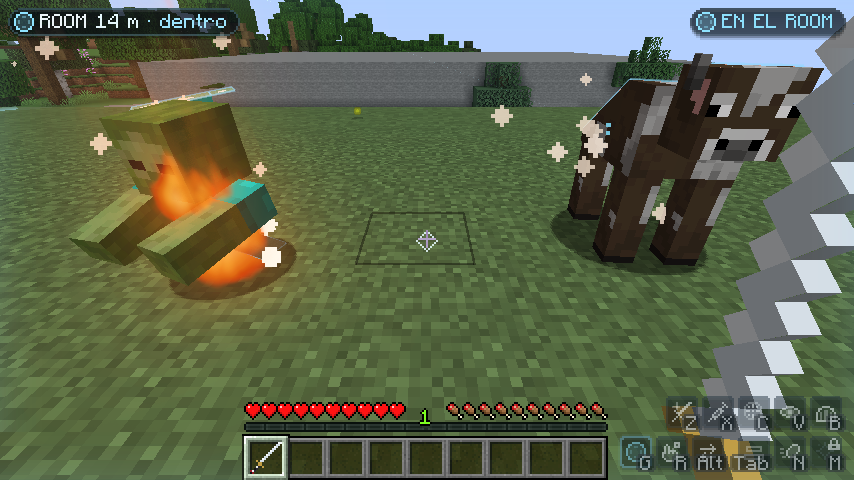 ROOM 14 m · dentro
EN EL ROOM
1
Z X C V B
G R Alt Tab N M